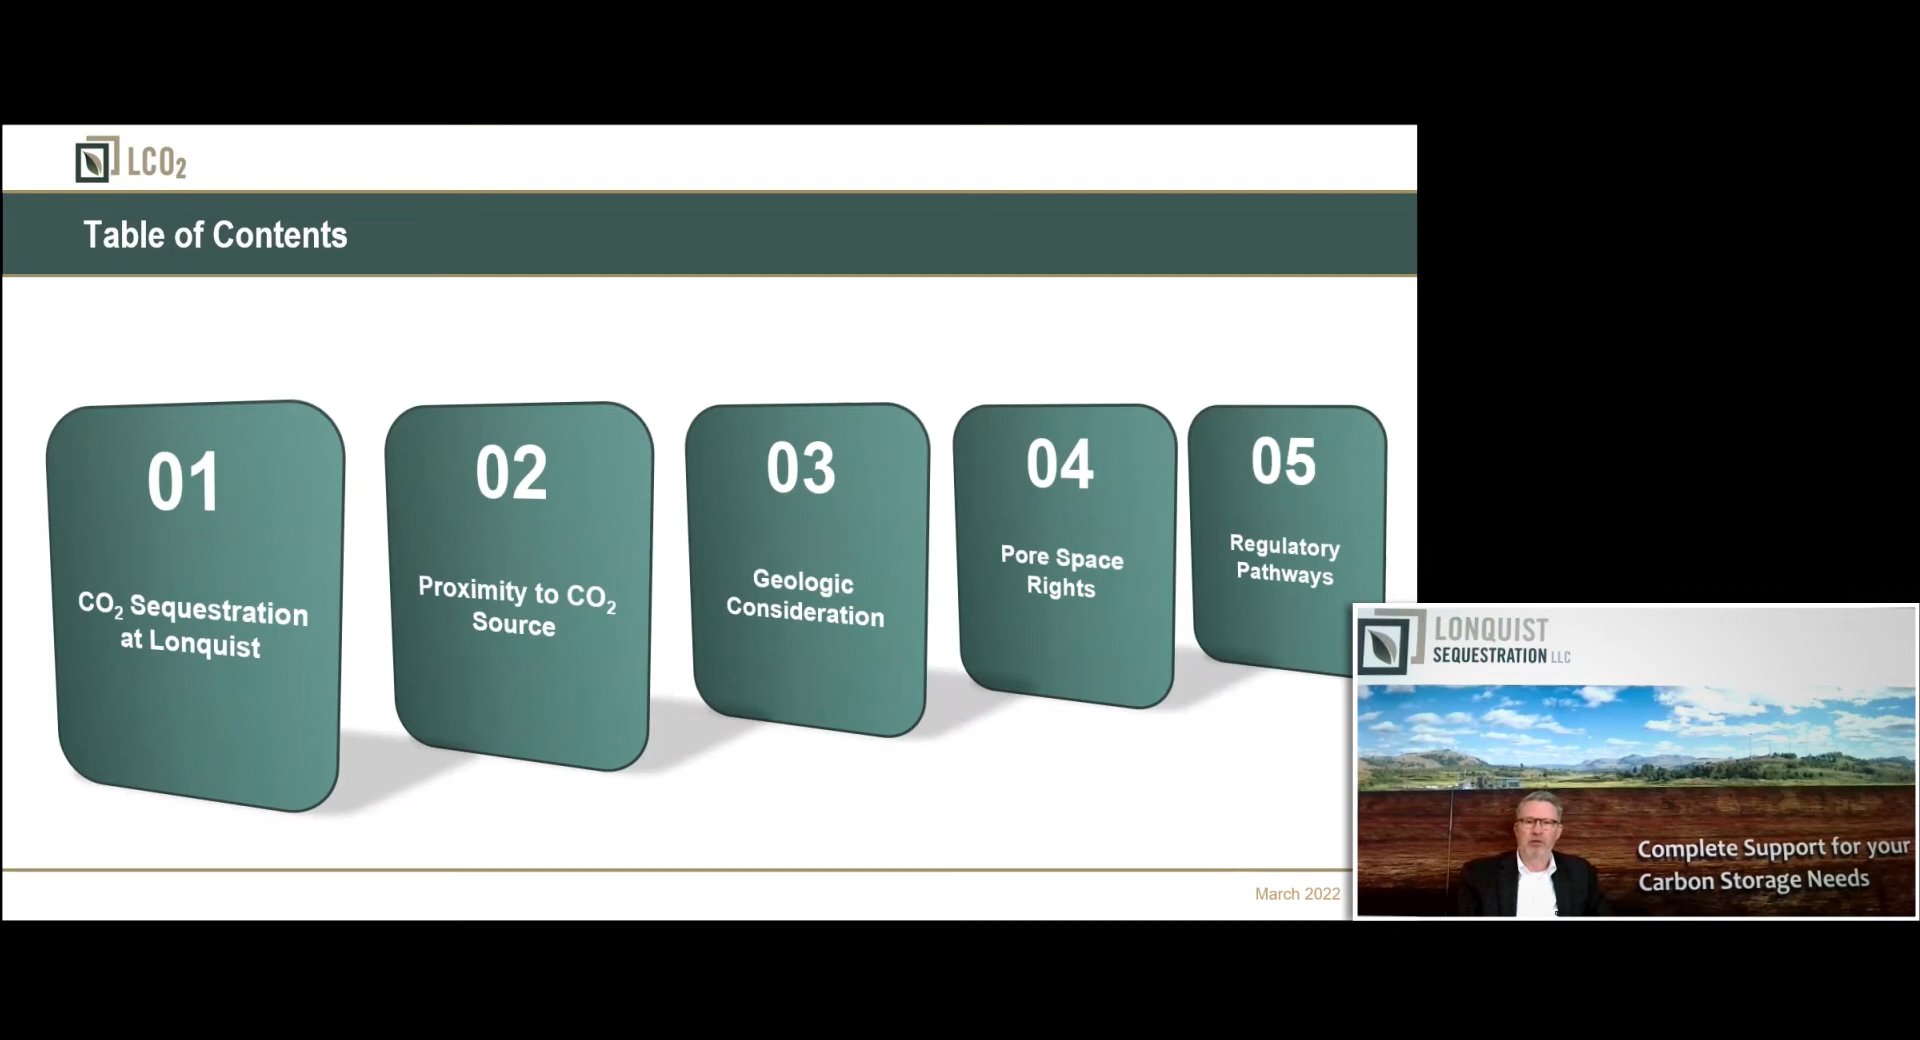 LCO₂
Table of Contents
01
CO₂ Sequestration
at Lonquist
02
Proximity to CO₂
Source
03
Geologic
Consideration
04
Pore Space
Rights
05
Regulatory
Pathways
March 2022
LONQUIST
SEQUESTRATION LLC
Complete Support for your
Carbon Storage Needs